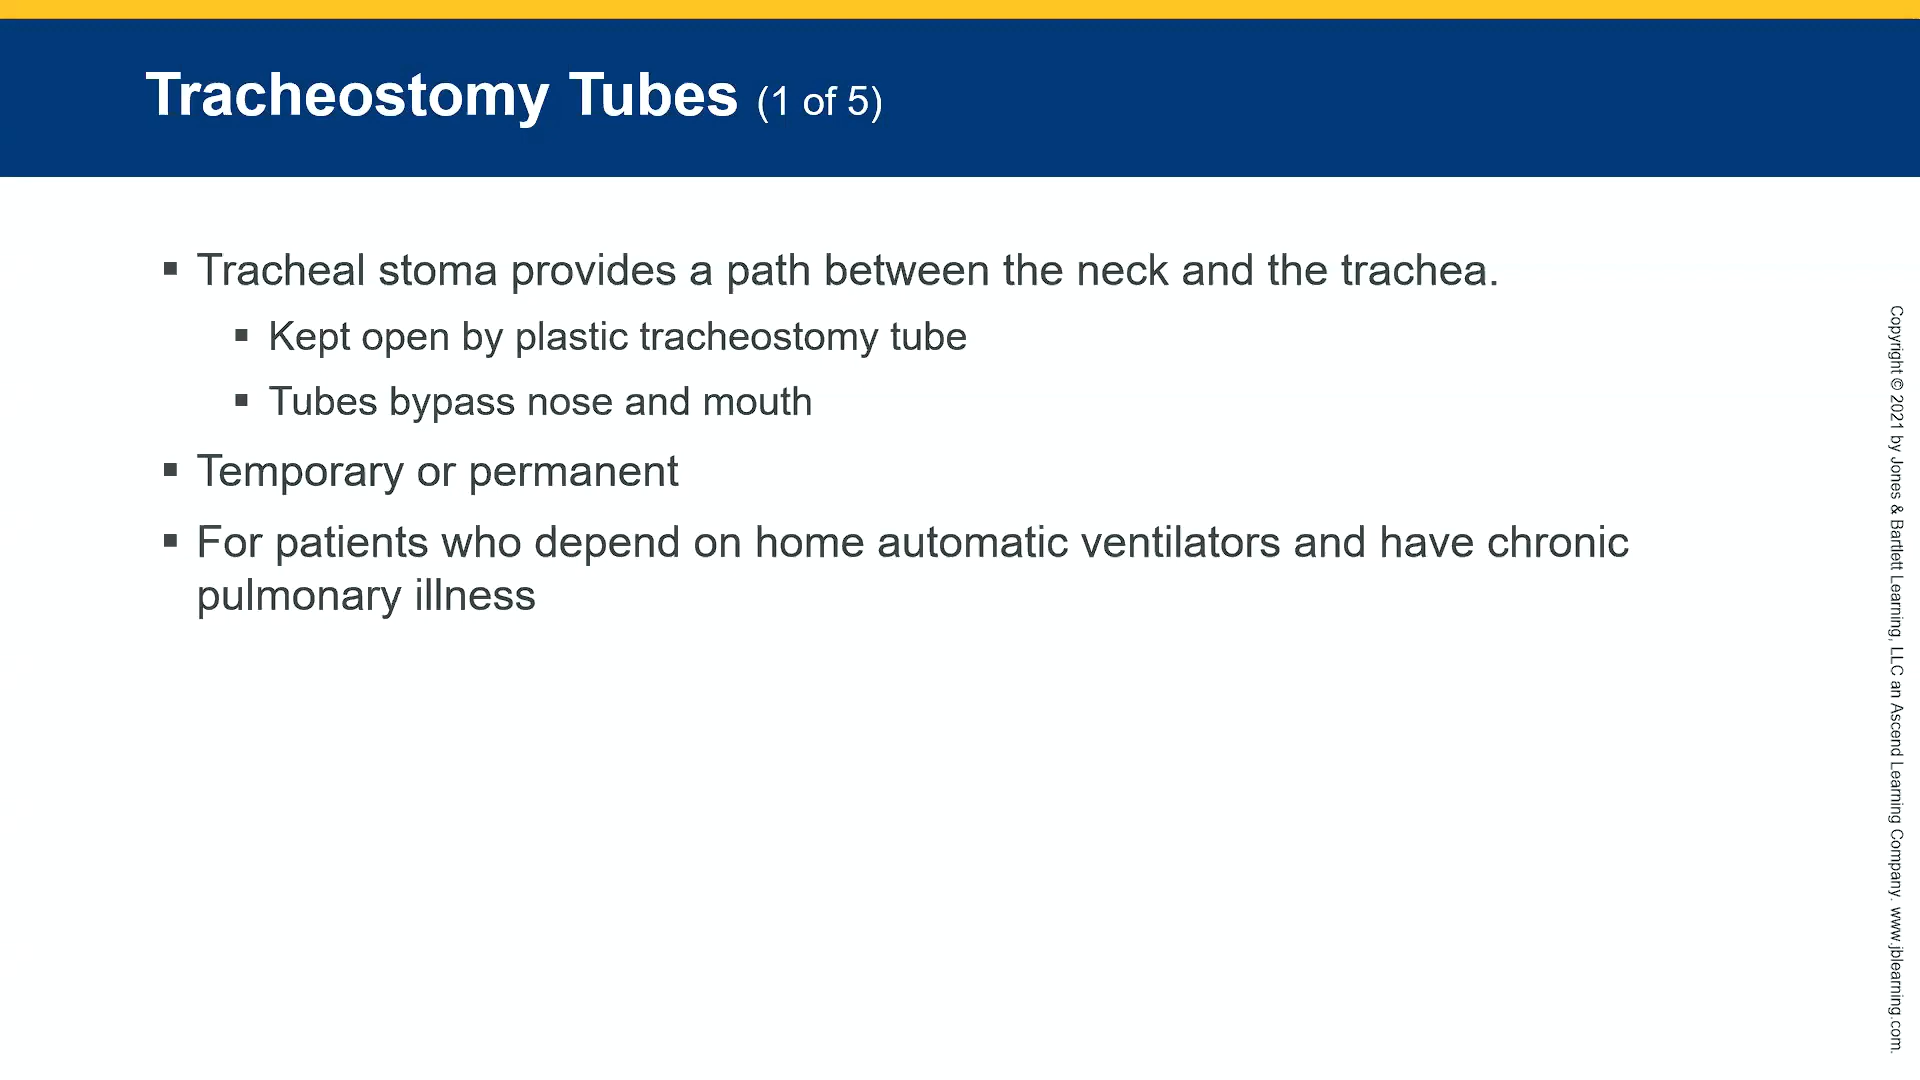 Tracheostomy Tubes (1 of 5)
▪ Tracheal stoma provides a path between the neck and the trachea.
▪ Kept open by plastic tracheostomy tube
▪ Tubes bypass nose and mouth
▪ Temporary or permanent
▪ For patients who depend on home automatic ventilators and have chronic
pulmonary illness
Copyright © 2021 by Jones & Bartlett Learning, LLC an Ascend Learning Company. www.jblearning.com.